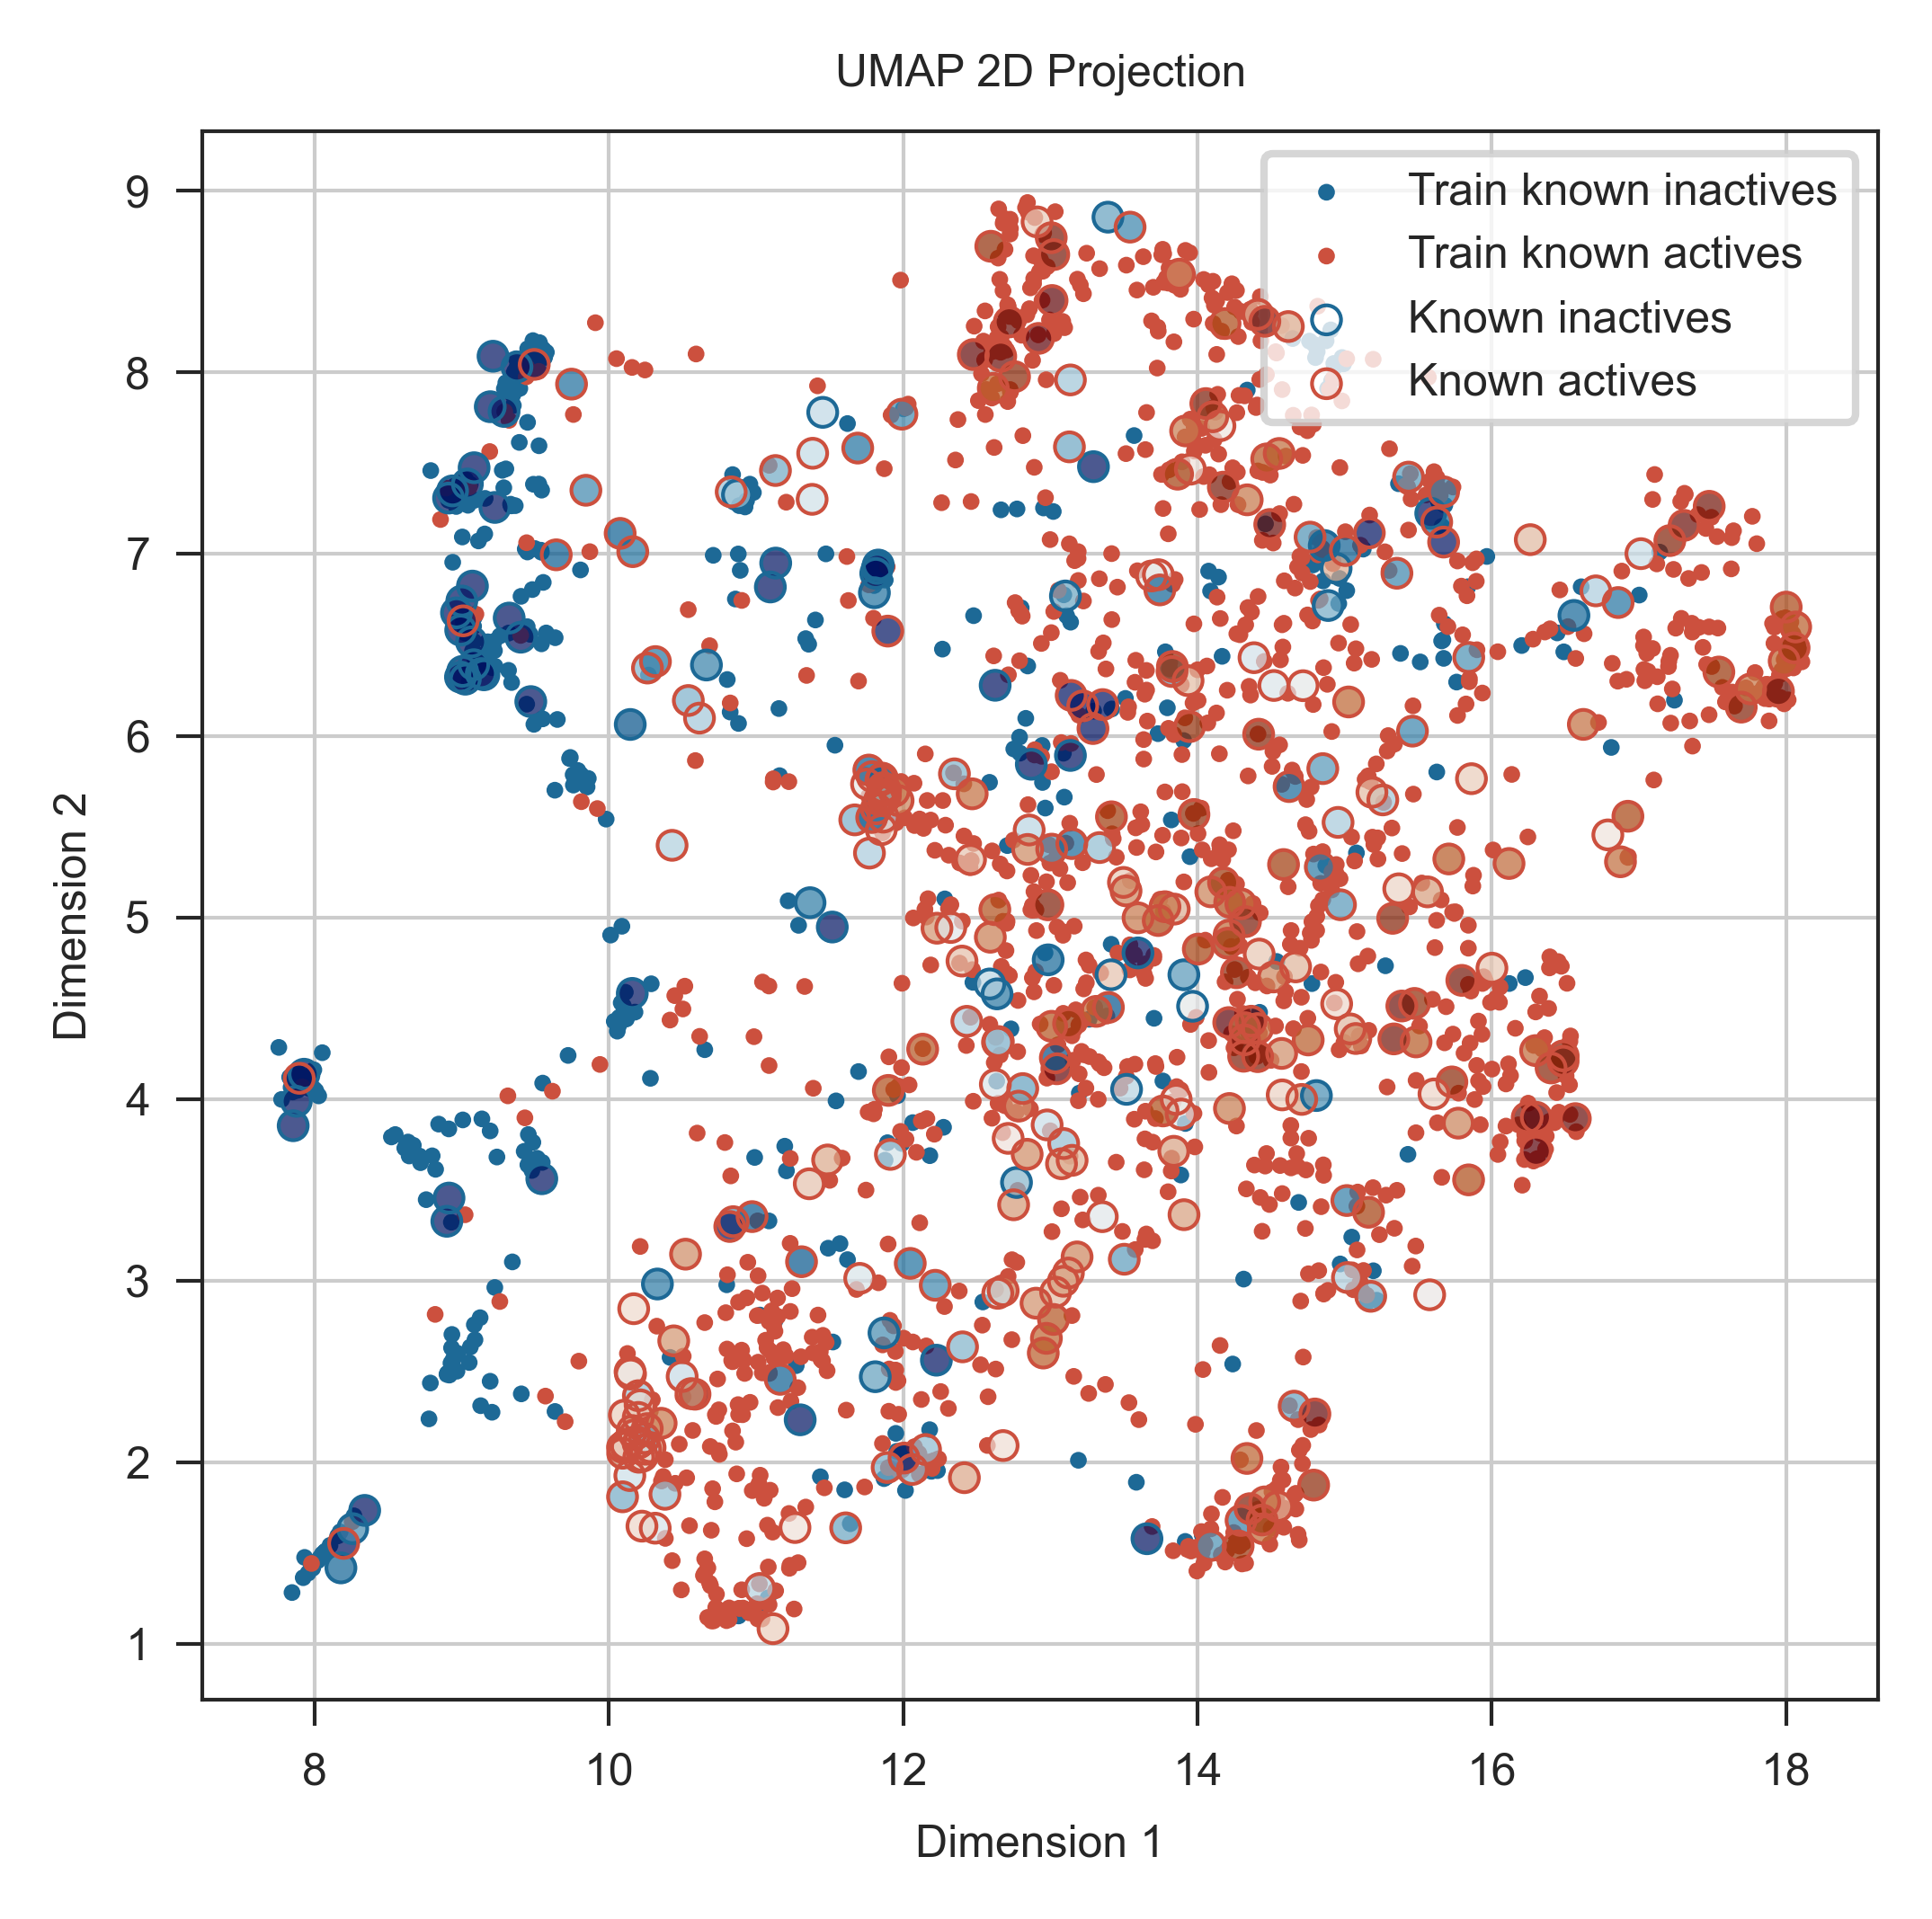 UMAP 2D Projection
9
8
7
6
5
4
3
2
1
Dimension 2
Train known inactives
Train known actives
Known inactives
Known actives
8 10 12 14 16 18
Dimension 1